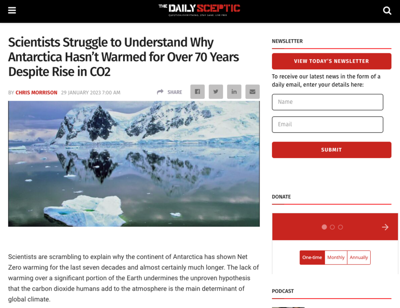 THE DAILY SCEPTIC
Scientists Struggle to Understand Why
Antarctica Hasn't Warmed for Over 70 Years
Despite Rise in CO2
BY CHRIS MORRISON 29 JANUARY 2023 7:00 AM
SHARE
Scientists are scrambling to explain why the continent of Antarctica has shown Net
Zero warming for the last seven decades and almost certainly much longer. The lack of
warming over a significant portion of the Earth undermines the unproven hypothesis
that the carbon dioxide humans add to the atmosphere is the main determinant of
global climate.
NEWSLETTER
VIEW TODAY'S NEWSLETTER
To receive our latest news in the form of a
daily email, enter your details here:
Name
Email
SUBMIT
DONATE
One-time Monthly Annually
PODCAST